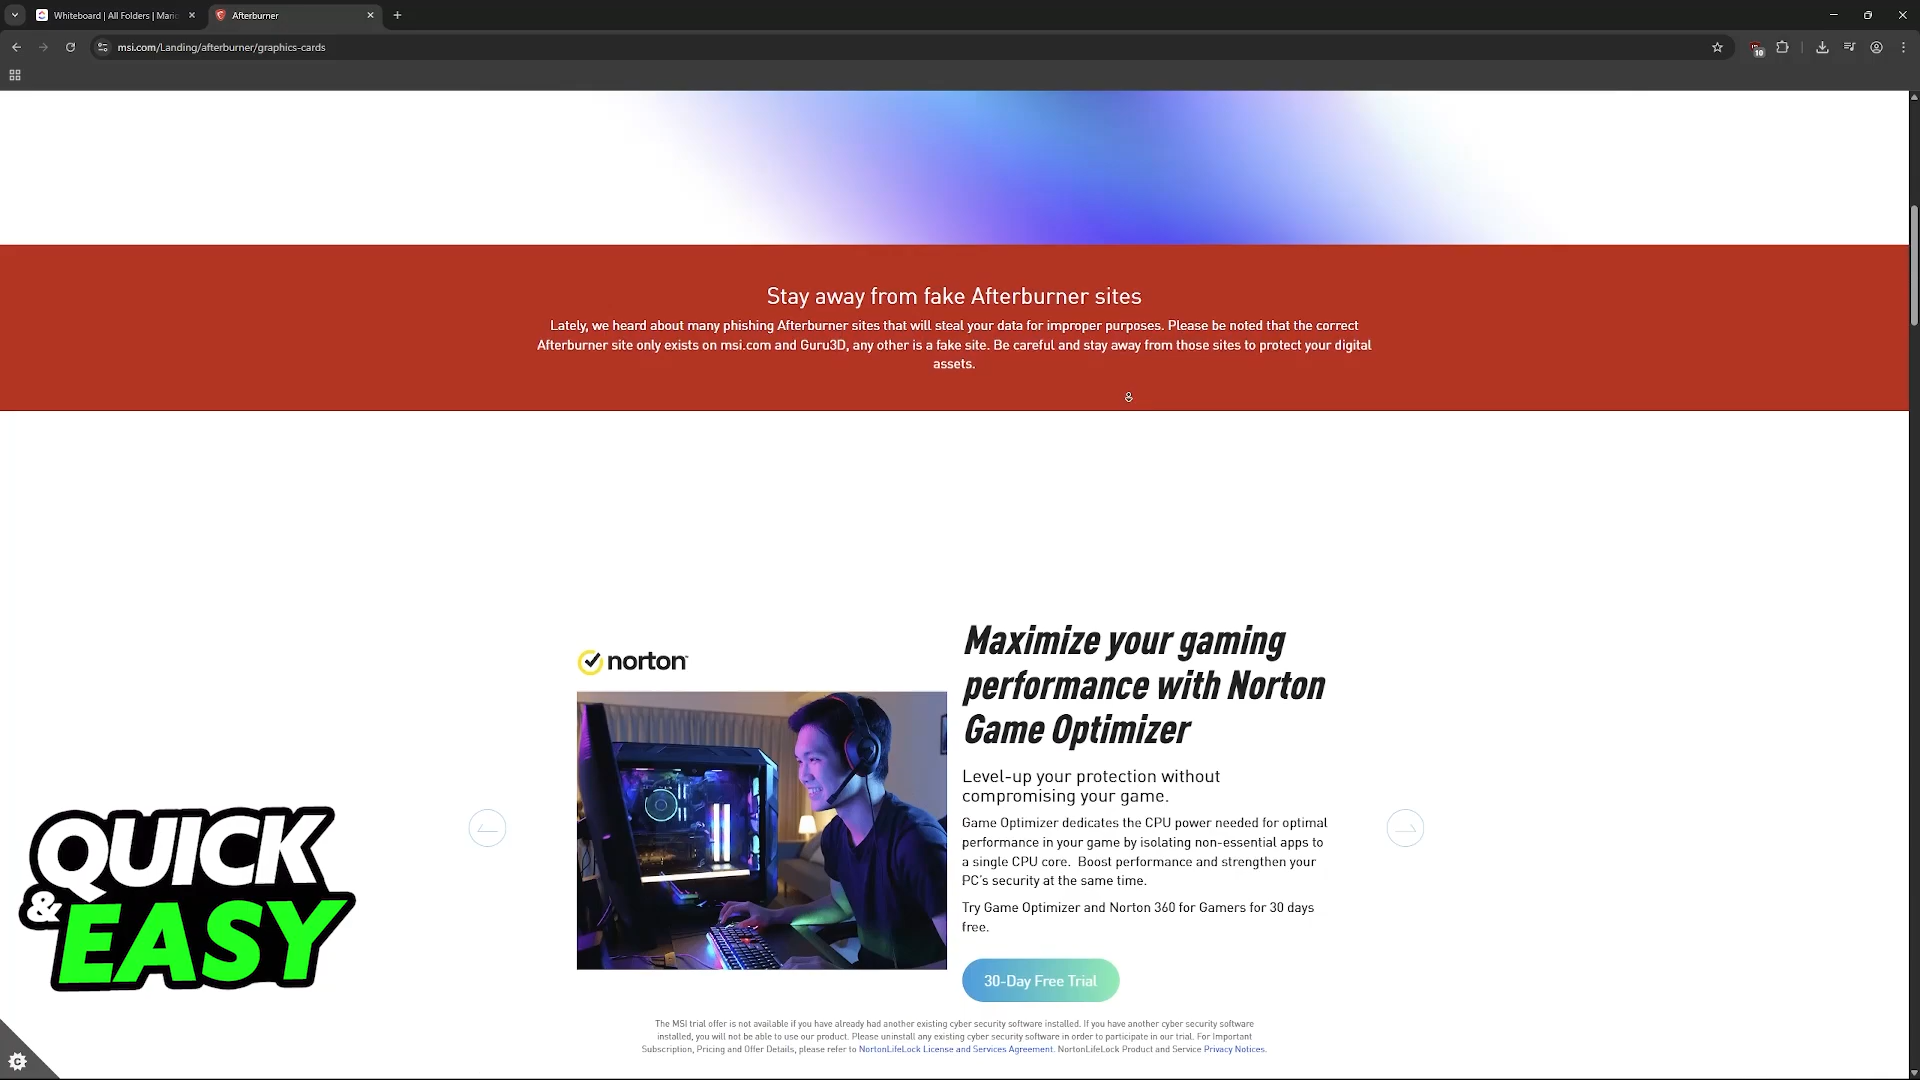 Whiteboard | All Folders | Maric
Afterburner
msi.com/Landing/afterburner/graphics-cards
10
Stay away from fake Afterburner sites
Lately, we heard about many phishing Afterburner sites that will steal your data for improper purposes. Please be noted that the correct
Afterburner site only exists on msi.com and Guru3D, any other is a fake site. Be careful and stay away from those sites to protect your digital
assets.
norton
Maximize your gaming
performance with Norton
Game Optimizer
Level-up your protection without
compromising your game.
Game Optimizer dedicates the CPU power needed for optimal
performance in your game by isolating non-essential apps to
a single CPU core. Boost performance and strengthen your
PC's security at the same time.
Try Game Optimizer and Norton 360 for Gamers for 30 days
free.
30-Day Free Trial
The MSI trial offer is not available if you have already had another existing cyber security software installed. If you have another cyber security software
installed, you will not be able to use our product. Please uninstall any existing cyber security software in order to participate in our trial. For Important
Subscription, Pricing and Offer Details, please refer to NortonLifeLock License and Services Agreement. NortonLifeLock Product and Service Privacy Notices.
QUICK
& EASY